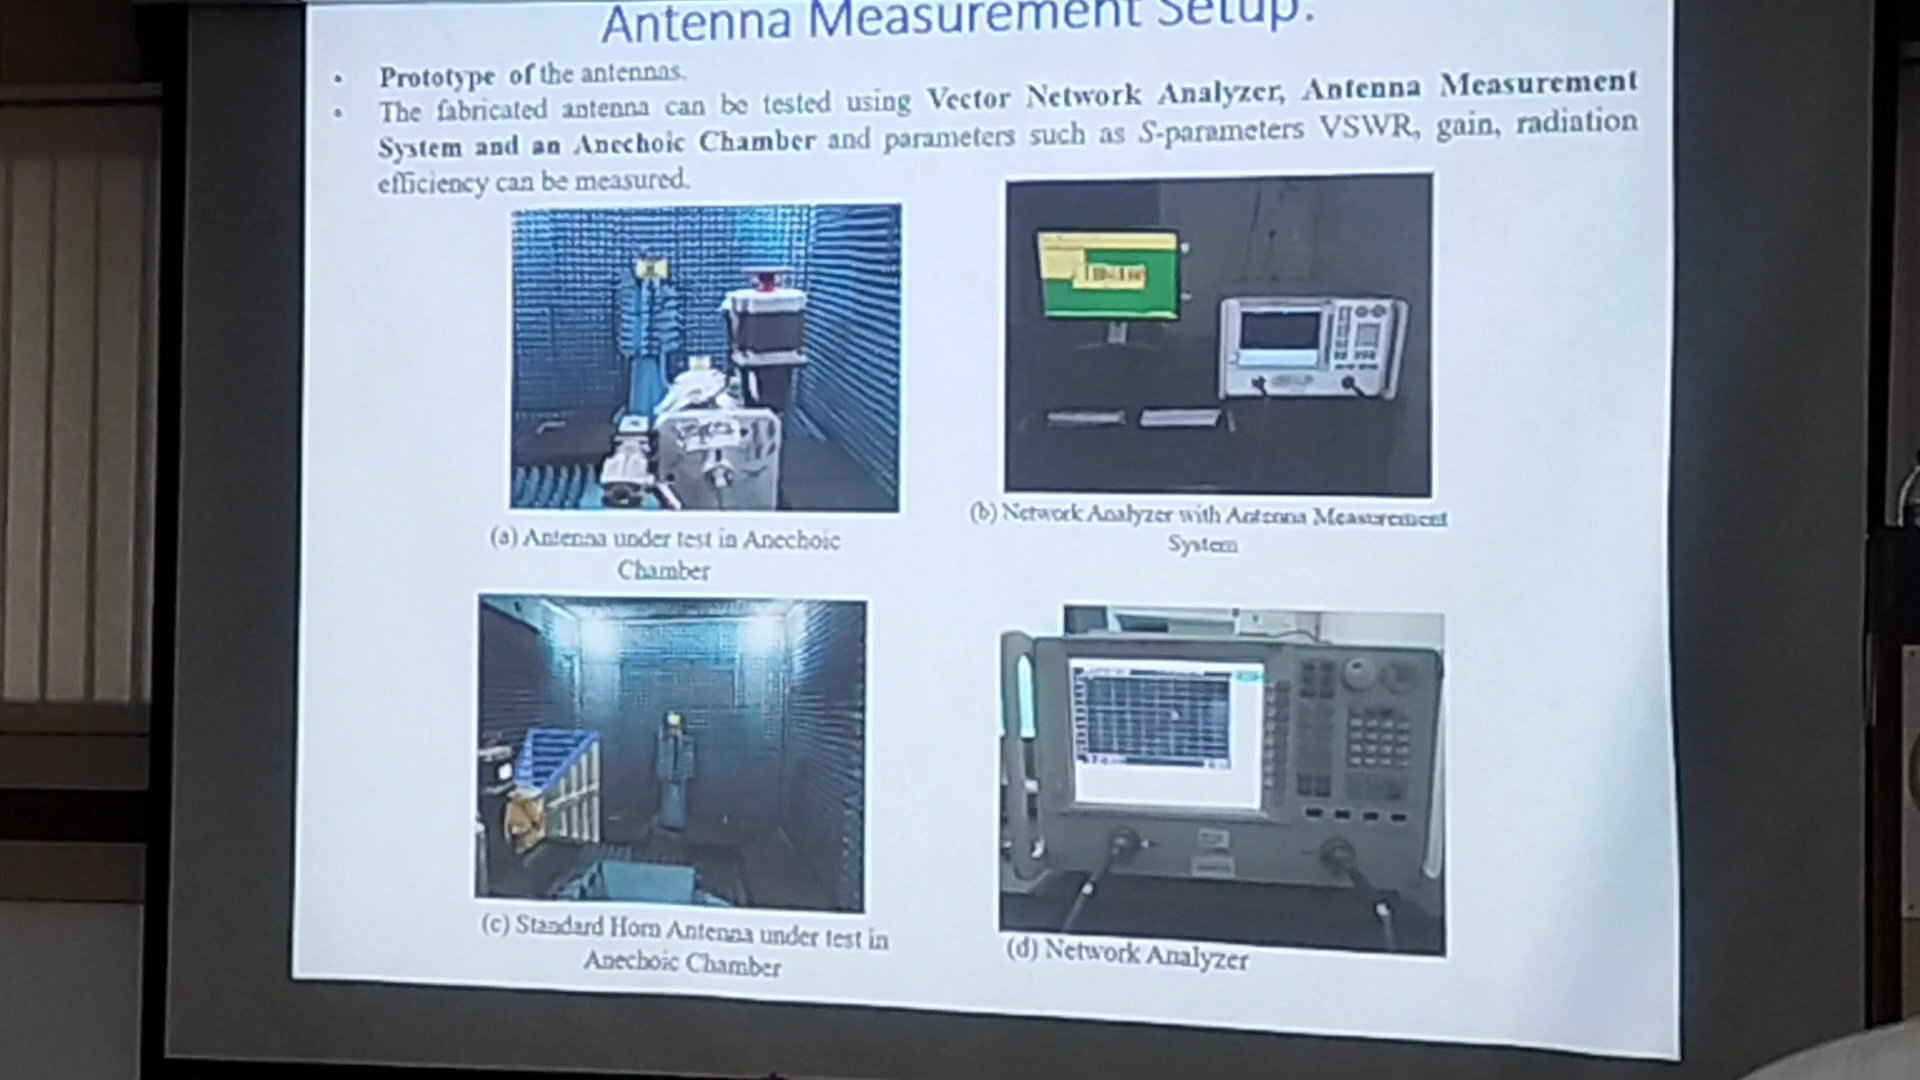 Antenna Measurement Setup:
• Prototype of the antennas.
• The fabricated antenna can be tested using Vector Network Analyzer, Antenna Measurement
System and an Anechoic Chamber and parameters such as S-parameters VSWR, gain, radiation
efficiency can be measured.
(a) Antenna under test in Anechoic
Chamber
(b) Network Analyzer with Antenna Measurement
System
(c) Standard Horn Antenna under test in
Anechoic Chamber
(d) Network Analyzer